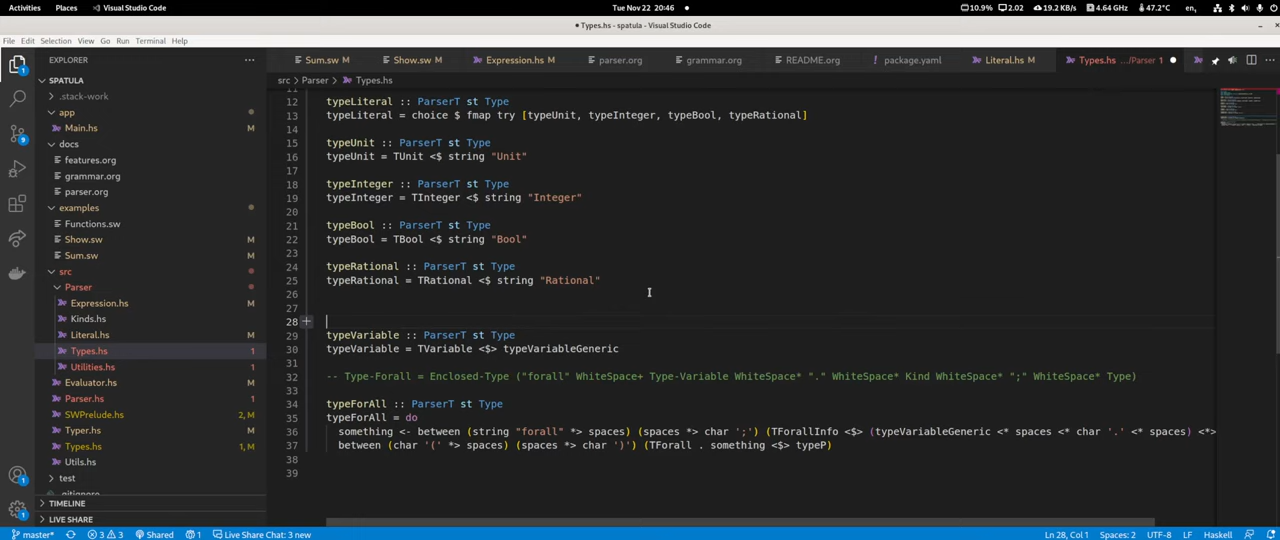 Activities Places Visual Studio Code Tue Nov 22 20:46 10.9% 2.02 19.2 KB/s 4.64 GHz 47.2°C en,
• Types.hs - spatula - Visual Studio Code
File Edit Selection View Go Run Terminal Help
EXPLORER ··· Sum.sw M Show.sw M Expression.hs M parser.org grammar.org README.org package.yaml Literal.hs M Types.hs .../Parser 1
SPATULA
src > Parser > Types.hs
.stack-work
app
Main.hs
docs
features.org
grammar.org
parser.org
examples
Functions.sw
Show.sw M
Sum.sw M
src
Parser
Expression.hs M
Kinds.hs
Literal.hs M
Types.hs 1
Utilities.hs 1
Evaluator.hs M
Parser.hs 1
SWPrelude.hs 2, M
Typer.hs M
Types.hs 1, M
Utils.hs
test
.gitignore
TIMELINE
LIVE SHARE
11
12 typeLiteral :: ParserT st Type
13 typeLiteral = choice $ fmap try [typeUnit, typeInteger, typeBool, typeRational]
14
15 typeUnit :: ParserT st Type
16 typeUnit = TUnit <$ string "Unit"
17
18 typeInteger :: ParserT st Type
19 typeInteger = TInteger <$ string "Integer"
20
21 typeBool :: ParserT st Type
22 typeBool = TBool <$ string "Bool"
23
24 typeRational :: ParserT st Type
25 typeRational = TRational <$ string "Rational"
26
27
28
29 typeVariable :: ParserT st Type
30 typeVariable = TVariable <$> typeVariableGeneric
31
32 -- Type-Forall = Enclosed-Type ("forall" WhiteSpace+ Type-Variable WhiteSpace* "." WhiteSpace* Kind WhiteSpace* ";" WhiteSpace* Type)
33
34 typeForAll :: ParserT st Type
35 typeForAll = do
36 something <- between (string "forall" *> spaces) (spaces *> char ';') (TForallInfo <$> (typeVariableGeneric <* spaces <* char '.' <* spaces) <*>
37 between (char '(' *> spaces) (spaces *> char ')') (TForall . something <$> typeP)
38
39
master* 3 3 Shared 1 Live Share Chat: 3 new Ln 28, Col 1 Spaces: 2 UTF-8 LF Haskell